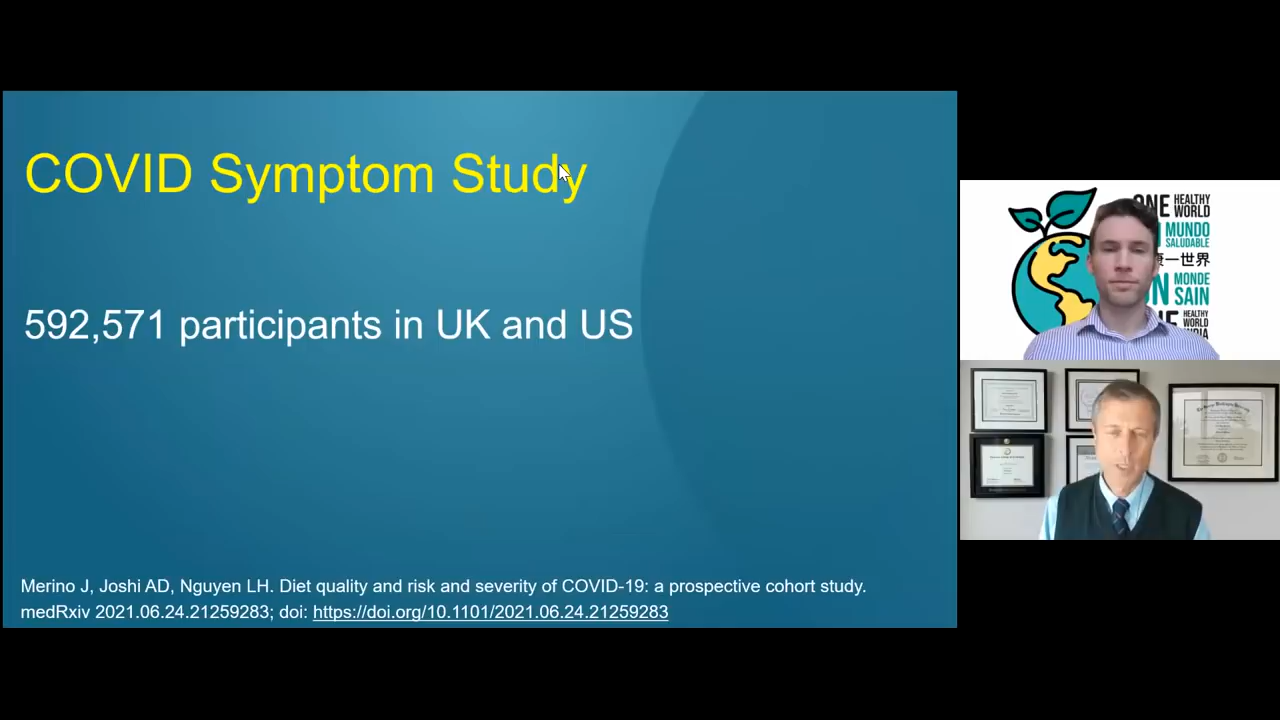 COVID Symptom Study
592,571 participants in UK and US
Merino J, Joshi AD, Nguyen LH. Diet quality and risk and severity of COVID-19: a prospective cohort study.
medRxiv 2021.06.24.21259283; doi: https://doi.org/10.1101/2021.06.24.21259283
ONE HEALTHY
WORLD
MUNDO
SALUDABLE
一世界
MONDE
SAIN
HEALTHY
WORLD